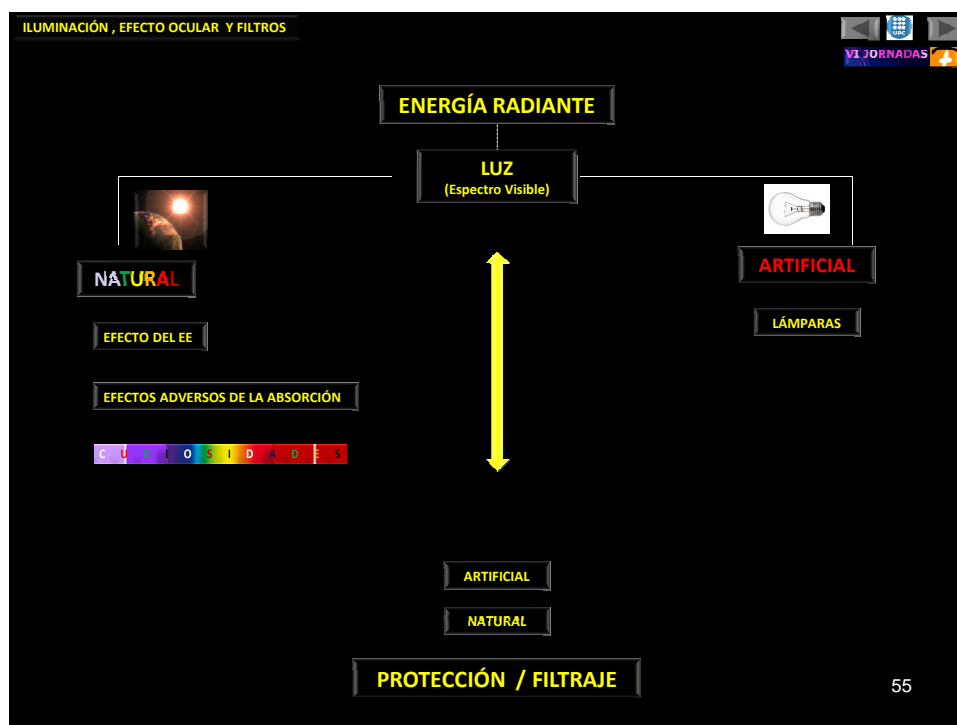 ILUMINACIÓN , EFECTO OCULAR Y FILTROS
UPC
VI JORNADAS
ENERGÍA RADIANTE
LUZ
(Espectro Visible)
NATURAL
ARTIFICIAL
EFECTO DEL EE
LÁMPARAS
EFECTOS ADVERSOS DE LA ABSORCIÓN
C U R I O S I D A D E S
ARTIFICIAL
NATURAL
PROTECCIÓN / FILTRAJE
55